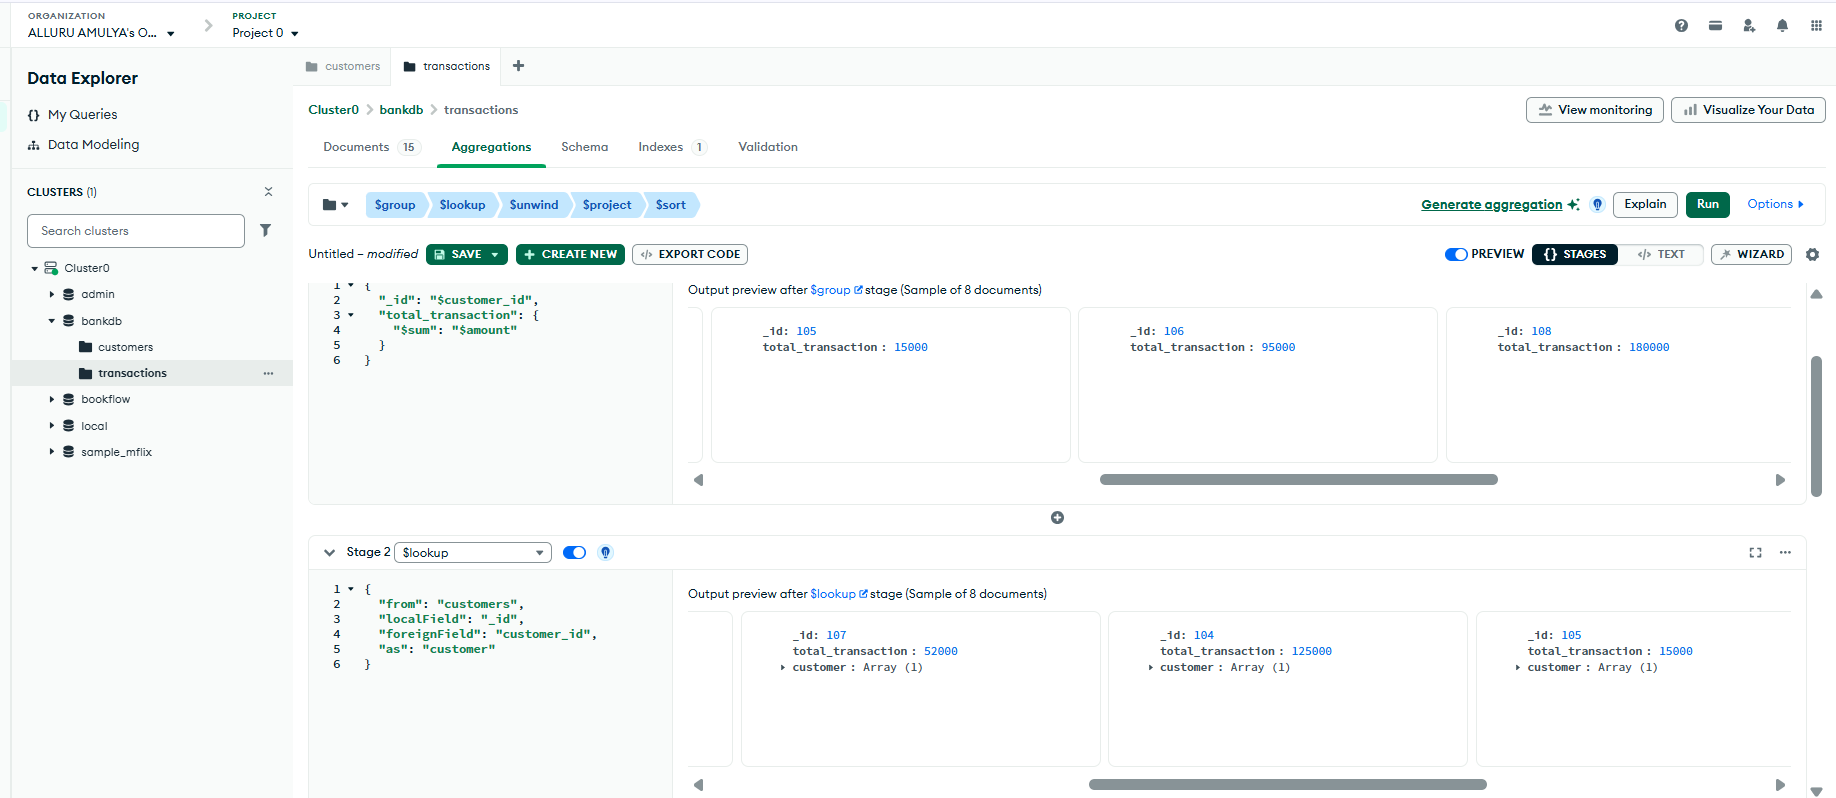 ORGANIZATION
ALLURU AMULYA's O...
PROJECT
Project 0
Data Explorer
My Queries
Data Modeling
CLUSTERS (1)
Search clusters
Cluster0
admin
bankdb
customers
transactions
bookflow
local
sample_mflix
customers
transactions
Cluster0 > bankdb > transactions
View monitoring
Visualize Your Data
Documents 15
Aggregations
Schema
Indexes 1
Validation
$group
$lookup
$unwind
$project
$sort
Generate aggregation
Explain
Run
Options
Untitled – modified
SAVE
+ CREATE NEW
</> EXPORT CODE
PREVIEW
{} STAGES
</> TEXT
WIZARD
1 {
2 "_id": "$customer_id",
3 "total_transaction": {
4 "$sum": "$amount"
5 }
6 }
Output preview after $group stage (Sample of 8 documents)
_id: 105
total_transaction : 15000
_id: 106
total_transaction : 95000
_id: 108
total_transaction : 180000
Stage 2 $lookup
1 {
2 "from": "customers",
3 "localField": "_id",
4 "foreignField": "customer_id",
5 "as": "customer"
6 }
Output preview after $lookup stage (Sample of 8 documents)
_id: 107
total_transaction : 52000
customer : Array (1)
_id: 104
total_transaction : 125000
customer : Array (1)
_id: 105
total_transaction : 15000
customer : Array (1)